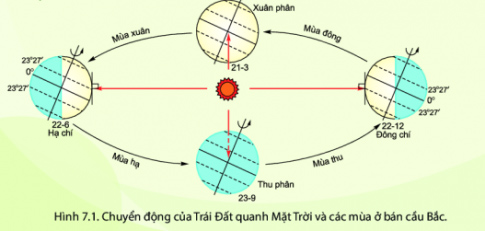 Xuân phân
Mùa xuân
Mùa đông
21-3
23°27′
0°
23°27′
23°27′
0°
23°27′
22-6
Hạ chí
22-12
Đông chí
Mùa hạ
Mùa thu
Thu phân
23-9
Hình 7.1. Chuyển động của Trái Đất quanh Mặt Trời và các mùa ở bán cầu Bắc.